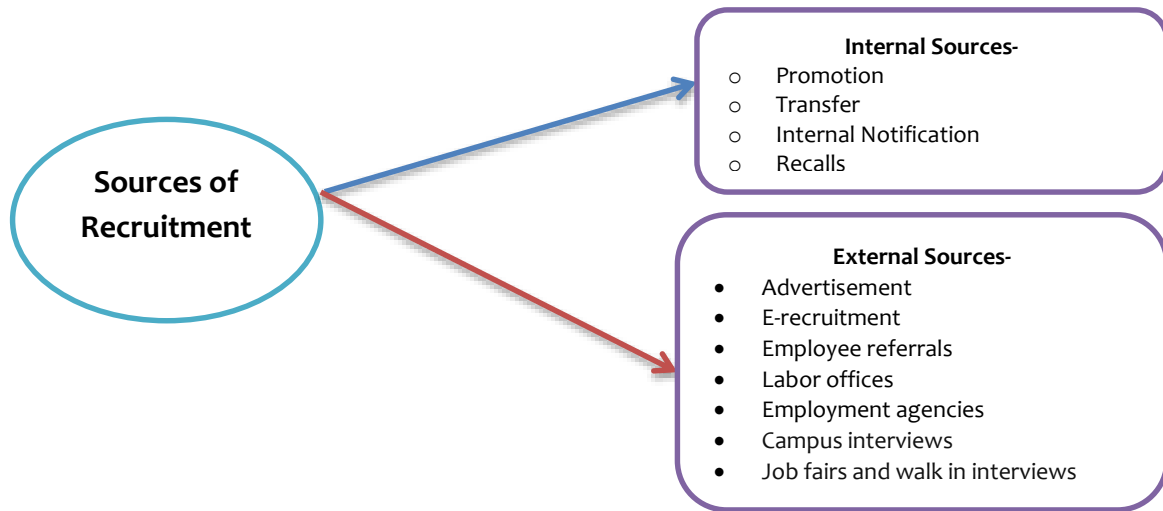 Sources of
Recruitment
Internal Sources-
o Promotion
o Transfer
o Internal Notification
o Recalls
External Sources-
• Advertisement
• E-recruitment
• Employee referrals
• Labor offices
• Employment agencies
• Campus interviews
• Job fairs and walk in interviews